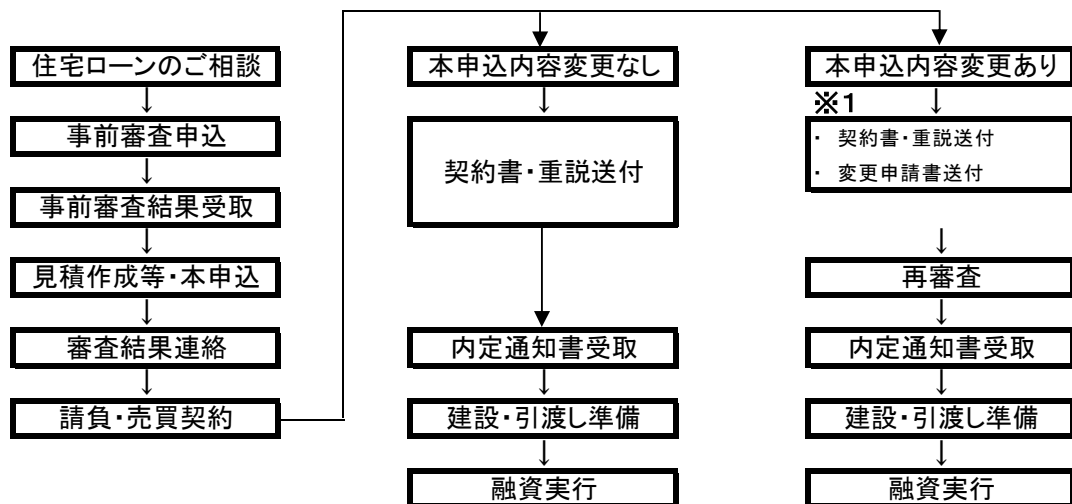 住宅ローンのご相談
↓
事前審査申込
↓
事前審査結果受取
↓
見積作成等・本申込
↓
審査結果連絡
↓
請負・売買契約
本申込内容変更なし
↓
契約書・重説送付
内定通知書受取
↓
建設・引渡し準備
↓
融資実行
本申込内容変更あり
※1 ↓
・ 契約書・重説送付
・ 変更申請書送付
↓
再審査
↓
内定通知書受取
↓
建設・引渡し準備
↓
融資実行